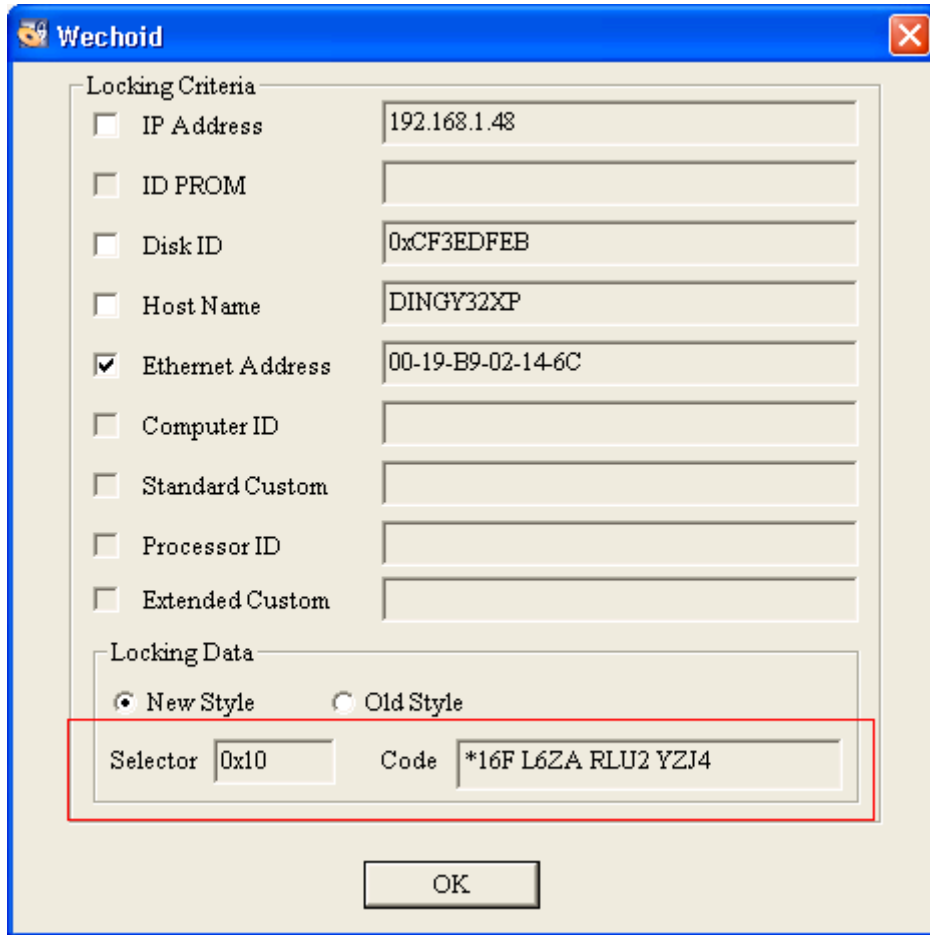 Wechoid
Locking Criteria
IP Address 192.168.1.48
ID PROM
Disk ID 0xCF3EDFEB
Host Name DINGY32XP
Ethernet Address 00-19-B9-02-14-6C
Computer ID
Standard Custom
Processor ID
Extended Custom
Locking Data
New Style Old Style
Selector 0x10 Code *16F L6ZA RLU2 YZJ4
OK